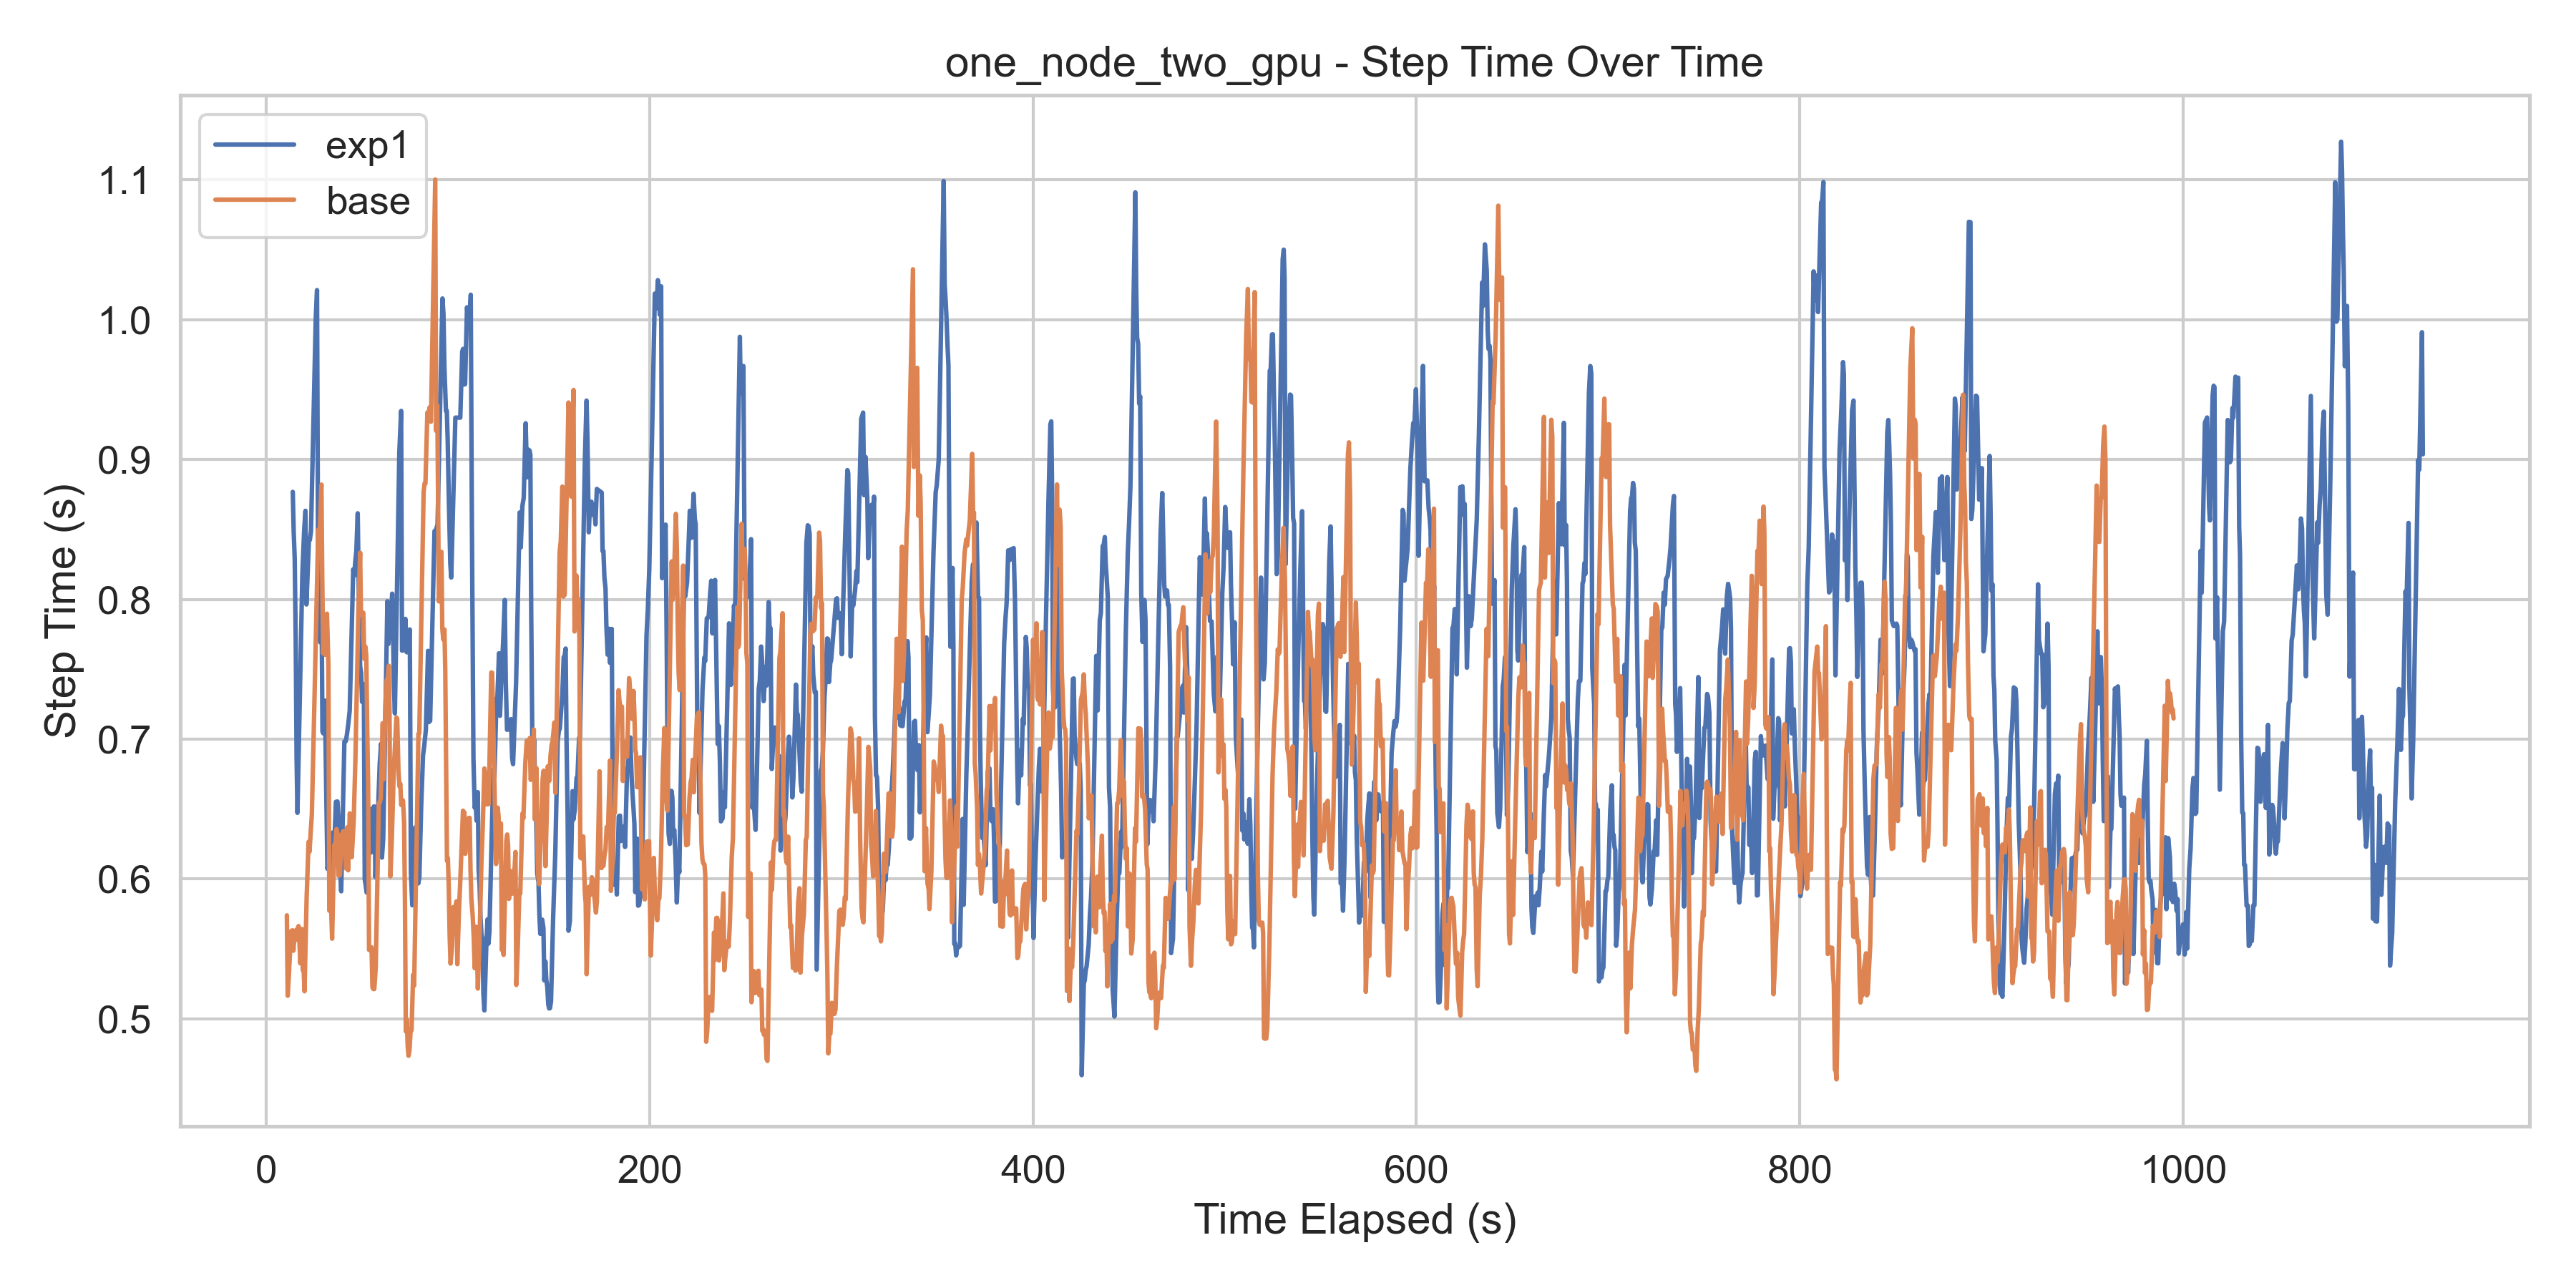 one_node_two_gpu - Step Time Over Time
exp1
base
Step Time (s)
1.1
1.0
0.9
0.8
0.7
0.6
0.5
0
200
400
600
800
1000
Time Elapsed (s)